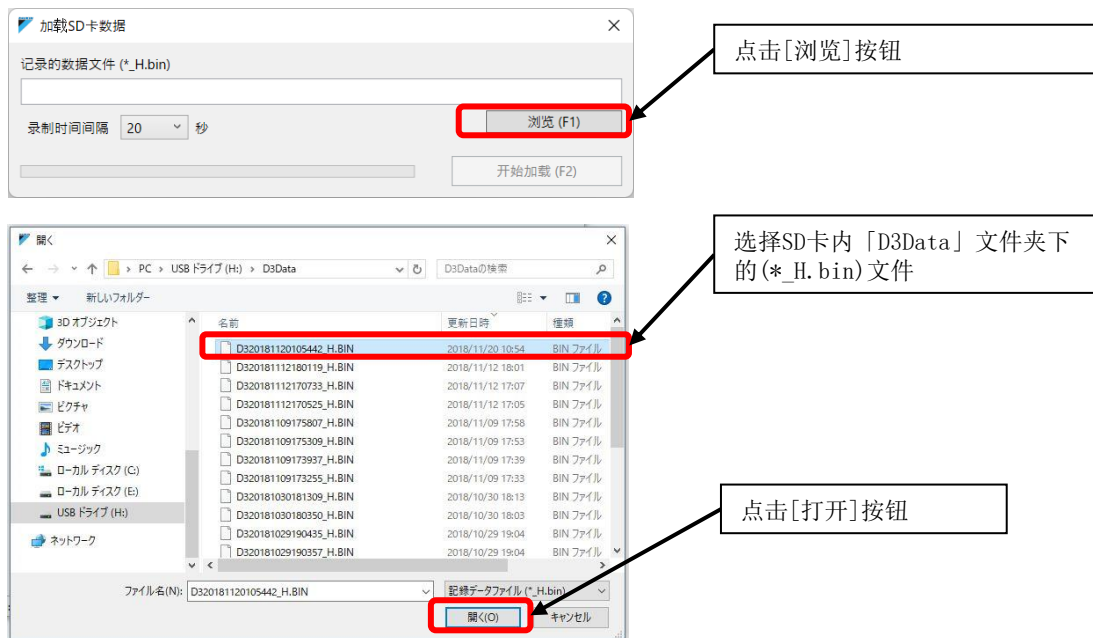 加载SD卡数据
记录的数据文件 (*_H.bin)
录制时间间隔 20 秒
浏览 (F1)
开始加载 (F2)
点击[浏览]按钮
開く
PC › USB ドライブ (H:) › D3Data
D3Dataの検索
整理 新しいフォルダー
名前 更新日時 種類
3D オブジェクト
ダウンロード
デスクトップ
ドキュメント
ピクチャ
ビデオ
ミュージック
ローカル ディスク (C:)
ローカル ディスク (E:)
USB ドライブ (H:)
ネットワーク
D320181120105442_H.BIN 2018/11/20 10:54 BIN ファイル
D320181112180119_H.BIN 2018/11/12 18:01 BIN ファイル
D320181112170733_H.BIN 2018/11/12 17:07 BIN ファイル
D320181112170525_H.BIN 2018/11/12 17:05 BIN ファイル
D320181109175807_H.BIN 2018/11/09 17:58 BIN ファイル
D320181109175309_H.BIN 2018/11/09 17:53 BIN ファイル
D320181109173937_H.BIN 2018/11/09 17:39 BIN ファイル
D320181109173255_H.BIN 2018/11/09 17:33 BIN ファイル
D320181030181309_H.BIN 2018/10/30 18:13 BIN ファイル
D320181030180350_H.BIN 2018/10/30 18:03 BIN ファイル
D320181029190435_H.BIN 2018/10/29 19:04 BIN ファイル
D320181029190357_H.BIN 2018/10/29 19:04 BIN ファイル
ファイル名(N): D320181120105442_H.BIN
記録データファイル (*_H.bin)
開く(O) キャンセル
选择SD卡内「D3Data」文件夹下
的(*_H.bin)文件
点击[打开]按钮